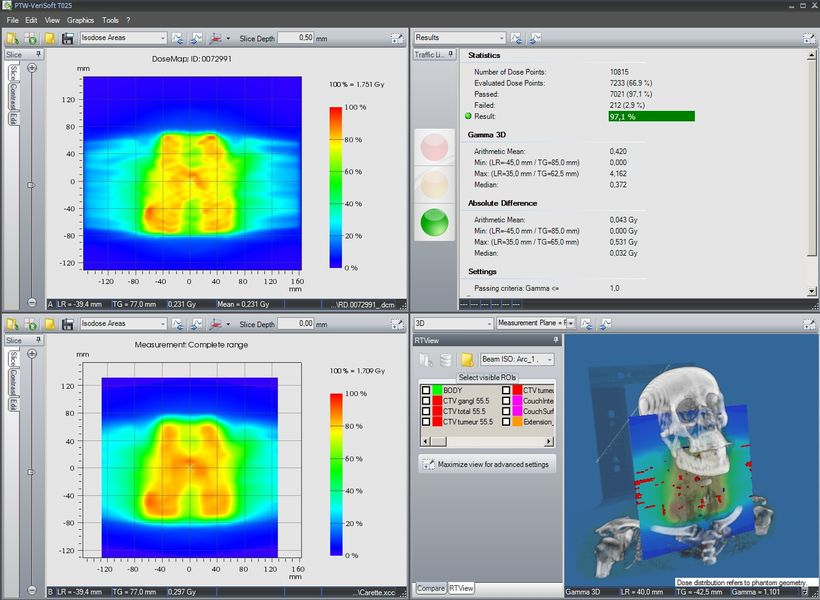 PTW-VeriSoft T025
File Edit View Graphics Tools ?
Isodose Areas
Slice Depth 0,50 mm
Slice
Slice
Contrast
Edit
DoseMap; ID: 0072991
mm
100 % = 1.751 Gy
120
80
40
0
-40
-80
-120
-120 -80 -40 0 40 80 120 160
mm
100 %
80 %
60 %
40 %
20 %
0 %
A LR = -39,4 mm TG = 77,0 mm 0,231 Gy Mean = 0,231 Gy ...\RD.0072991_.dcm
Results
Traffic Li...
Statistics
Number of Dose Points: 10815
Evaluated Dose Points: 7233 (66,9 %)
Passed: 7021 (97,1 %)
Failed: 212 (2,9 %)
Result: 97,1 %
Gamma 3D
Arithmetic Mean: 0,420
Min: (LR=-45,0 mm / TG=85,0 mm) 0,000
Max: (LR=35,0 mm / TG=62,5 mm) 4,162
Median: 0,372
Absolute Difference
Arithmetic Mean: 0,043 Gy
Min: (LR=-45,0 mm / TG=85,0 mm) 0,000 Gy
Max: (LR=35,0 mm / TG=65,0 mm) 0,531 Gy
Median: 0,032 Gy
Settings
Passing criteria: Gamma <= 1,0
Isodose Areas
Slice Depth 0,00 mm
Slice
Slice
Contrast
Edit
Measurement: Complete range
mm
100 % = 1.709 Gy
120
80
40
0
-40
-80
-120
-120 -80 -40 0 40 80 120 160
mm
100 %
80 %
60 %
40 %
20 %
0 %
B LR = -39,4 mm TG = 77,0 mm 0,297 Gy ...\Carette.xcc
3D
Measurement Plane + F
RTView
Beam ISO: Arc_1 .
Select visible ROIs
BODY CTV tumeu
CTV gangl 55.5 CouchInte
CTV total 55.5 CouchSurf
CTV tumeur 55.5 Extension_
Maximize view for advanced settings
Compare RTView
Dose distribution refers to phantom geometry.
Gamma 3D LR = 40,0 mm TG = -42,5 mm Gamma = 1,101